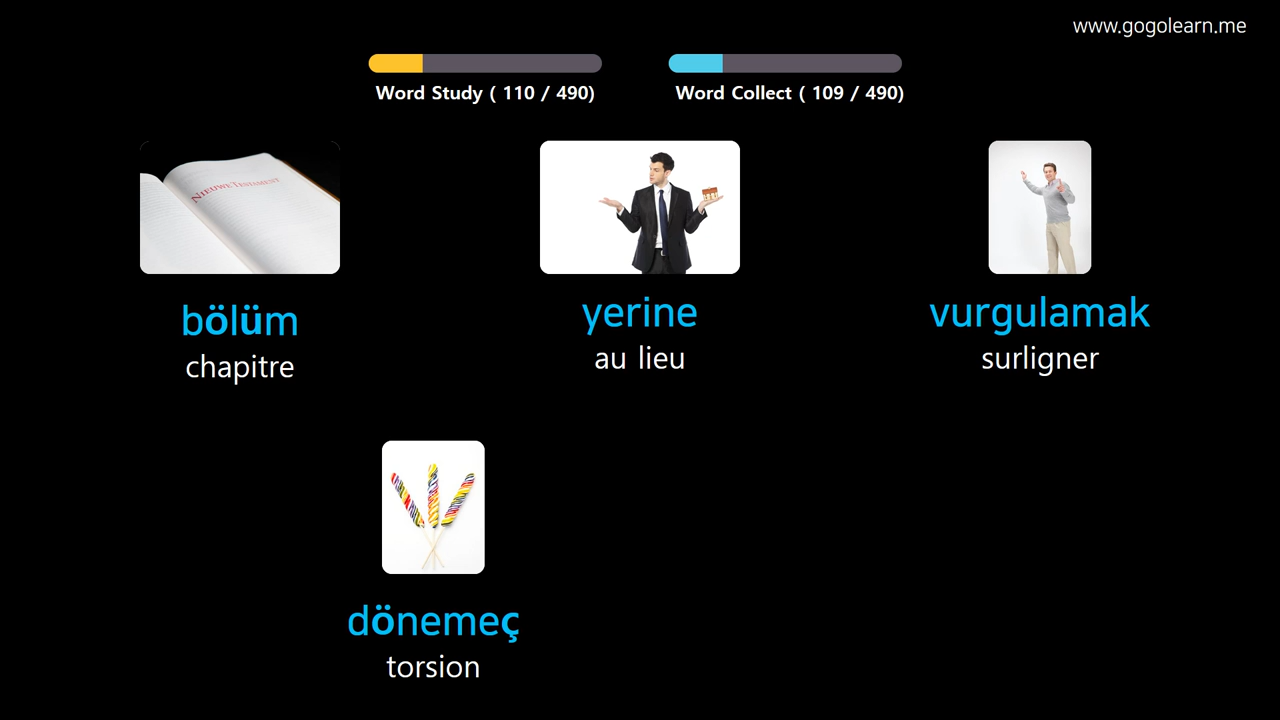 www.gogolearn.me
Word Study ( 110 / 490)
Word Collect ( 109 / 490)
NIEUWE TESTAMENT
bölüm
chapitre
yerine
au lieu
vurgulamak
surligner
dönemeç
torsion